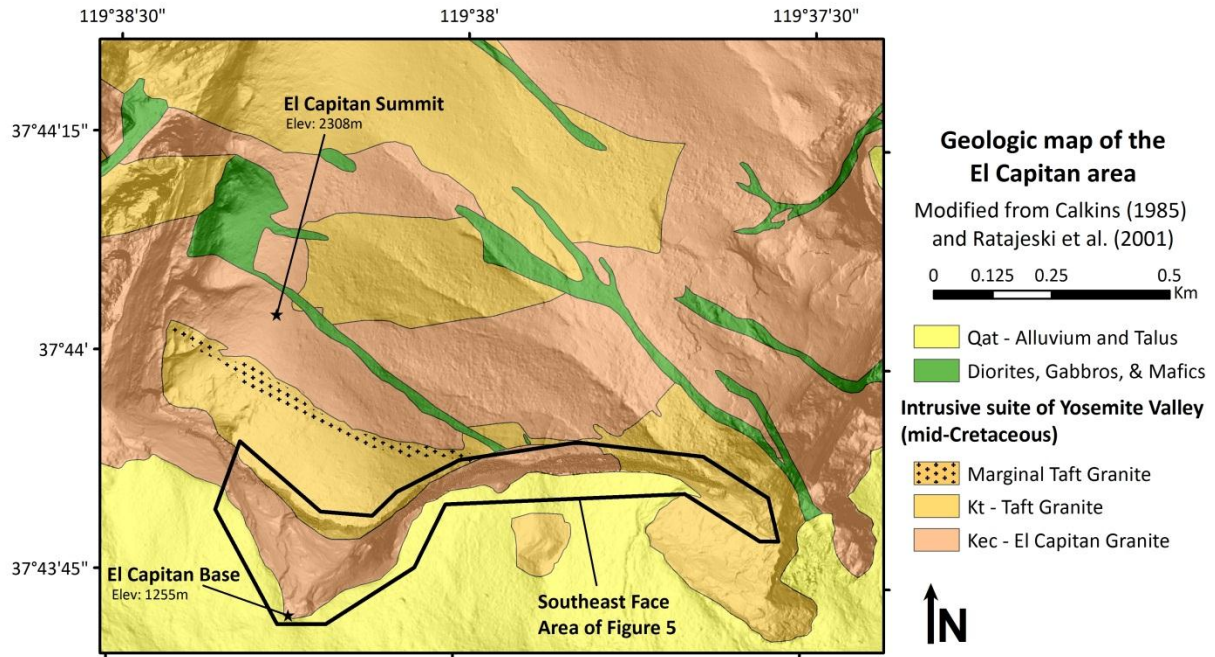 119°38'30"
119°38'
119°37'30"
El Capitan Summit
Elev: 2308m
37°44'15"
37°44'
37°43'45"
El Capitan Base
Elev: 1255m
Southeast Face
Area of Figure 5
Geologic map of the
El Capitan area
Modified from Calkins (1985)
and Ratajeski et al. (2001)
0 0.125 0.25 0.5
Km
Qat - Alluvium and Talus
Diorites, Gabbros, & Mafics
Intrusive suite of Yosemite Valley
(mid-Cretaceous)
Marginal Taft Granite
Kt - Taft Granite
Kec - El Capitan Granite
N